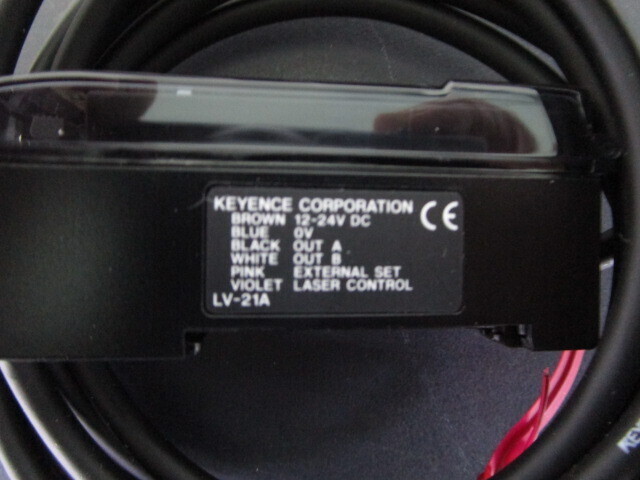 KEYENCE CORPORATION CE
BROWN 12-24V DC
BLUE 0V
BLACK OUT A
WHITE OUT B
PINK EXTERNAL SET
VIOLET LASER CONTROL
LV-21A